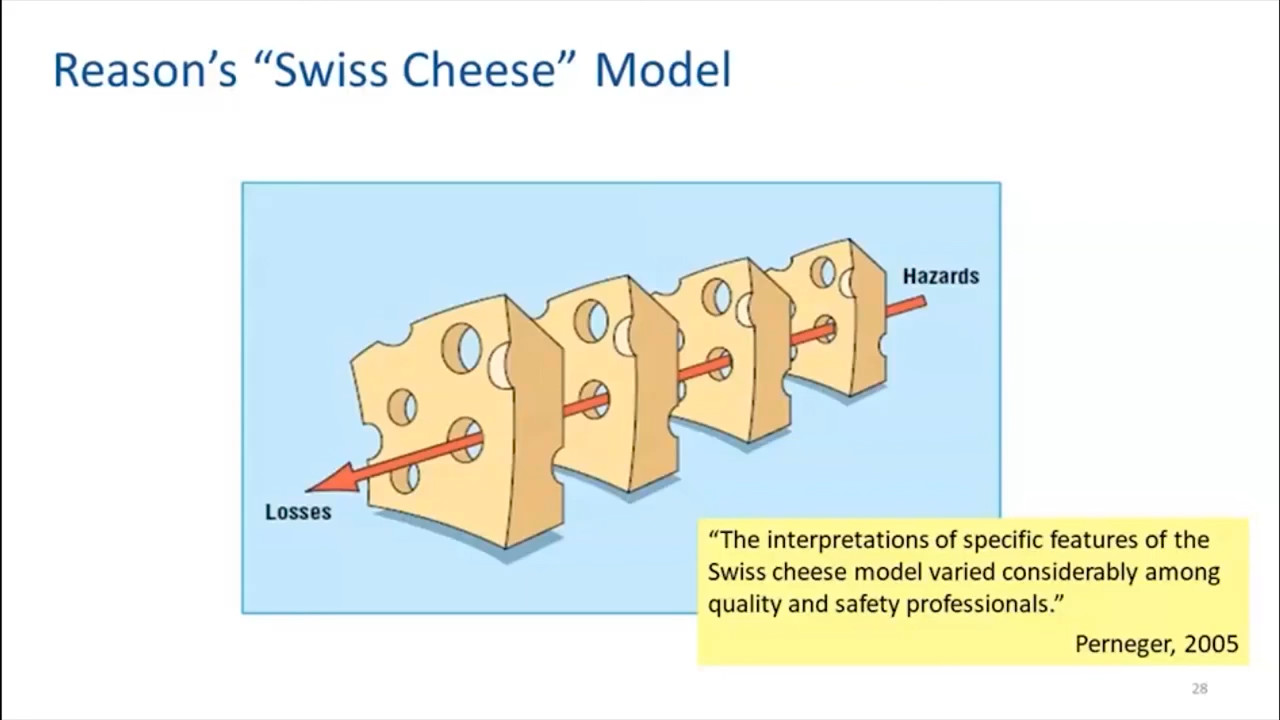 Reason’s “Swiss Cheese” Model
Hazards
Losses
“The interpretations of specific features of the
Swiss cheese model varied considerably among
quality and safety professionals.”
Perneger, 2005
28